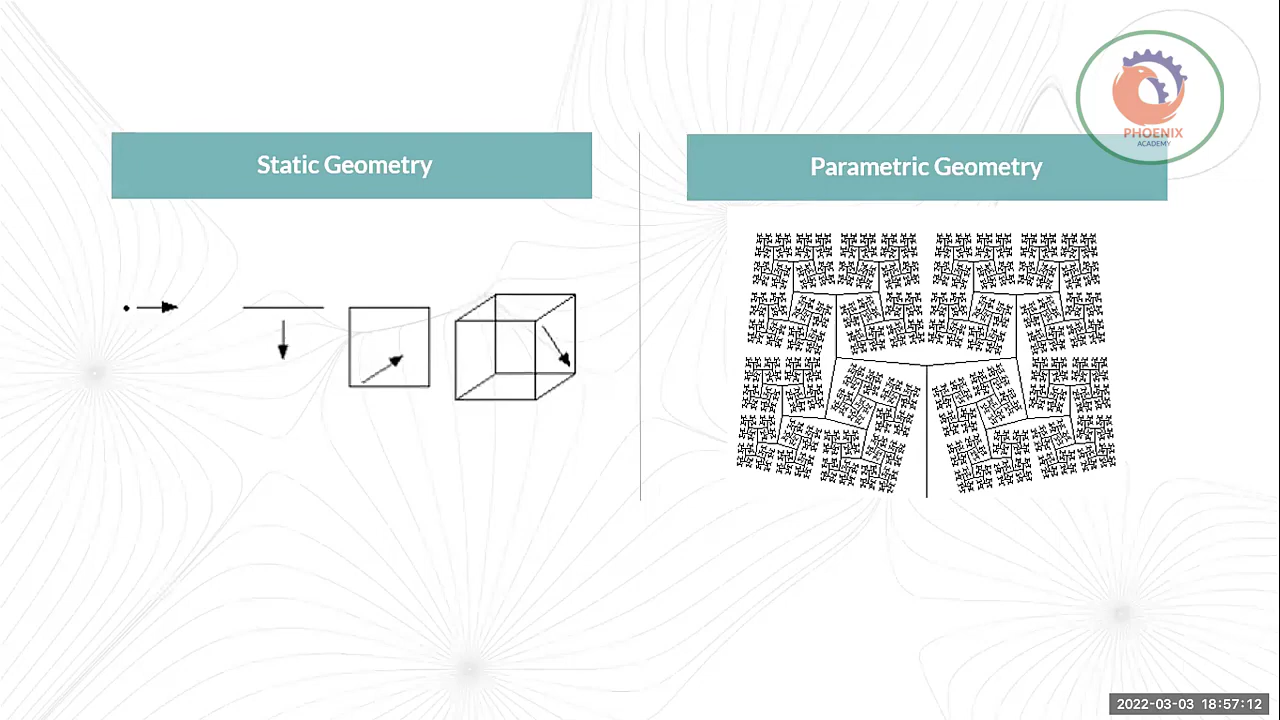 Static Geometry
Parametric Geometry
PHOENIX
ACADEMY
2022-03-03 18:57:12